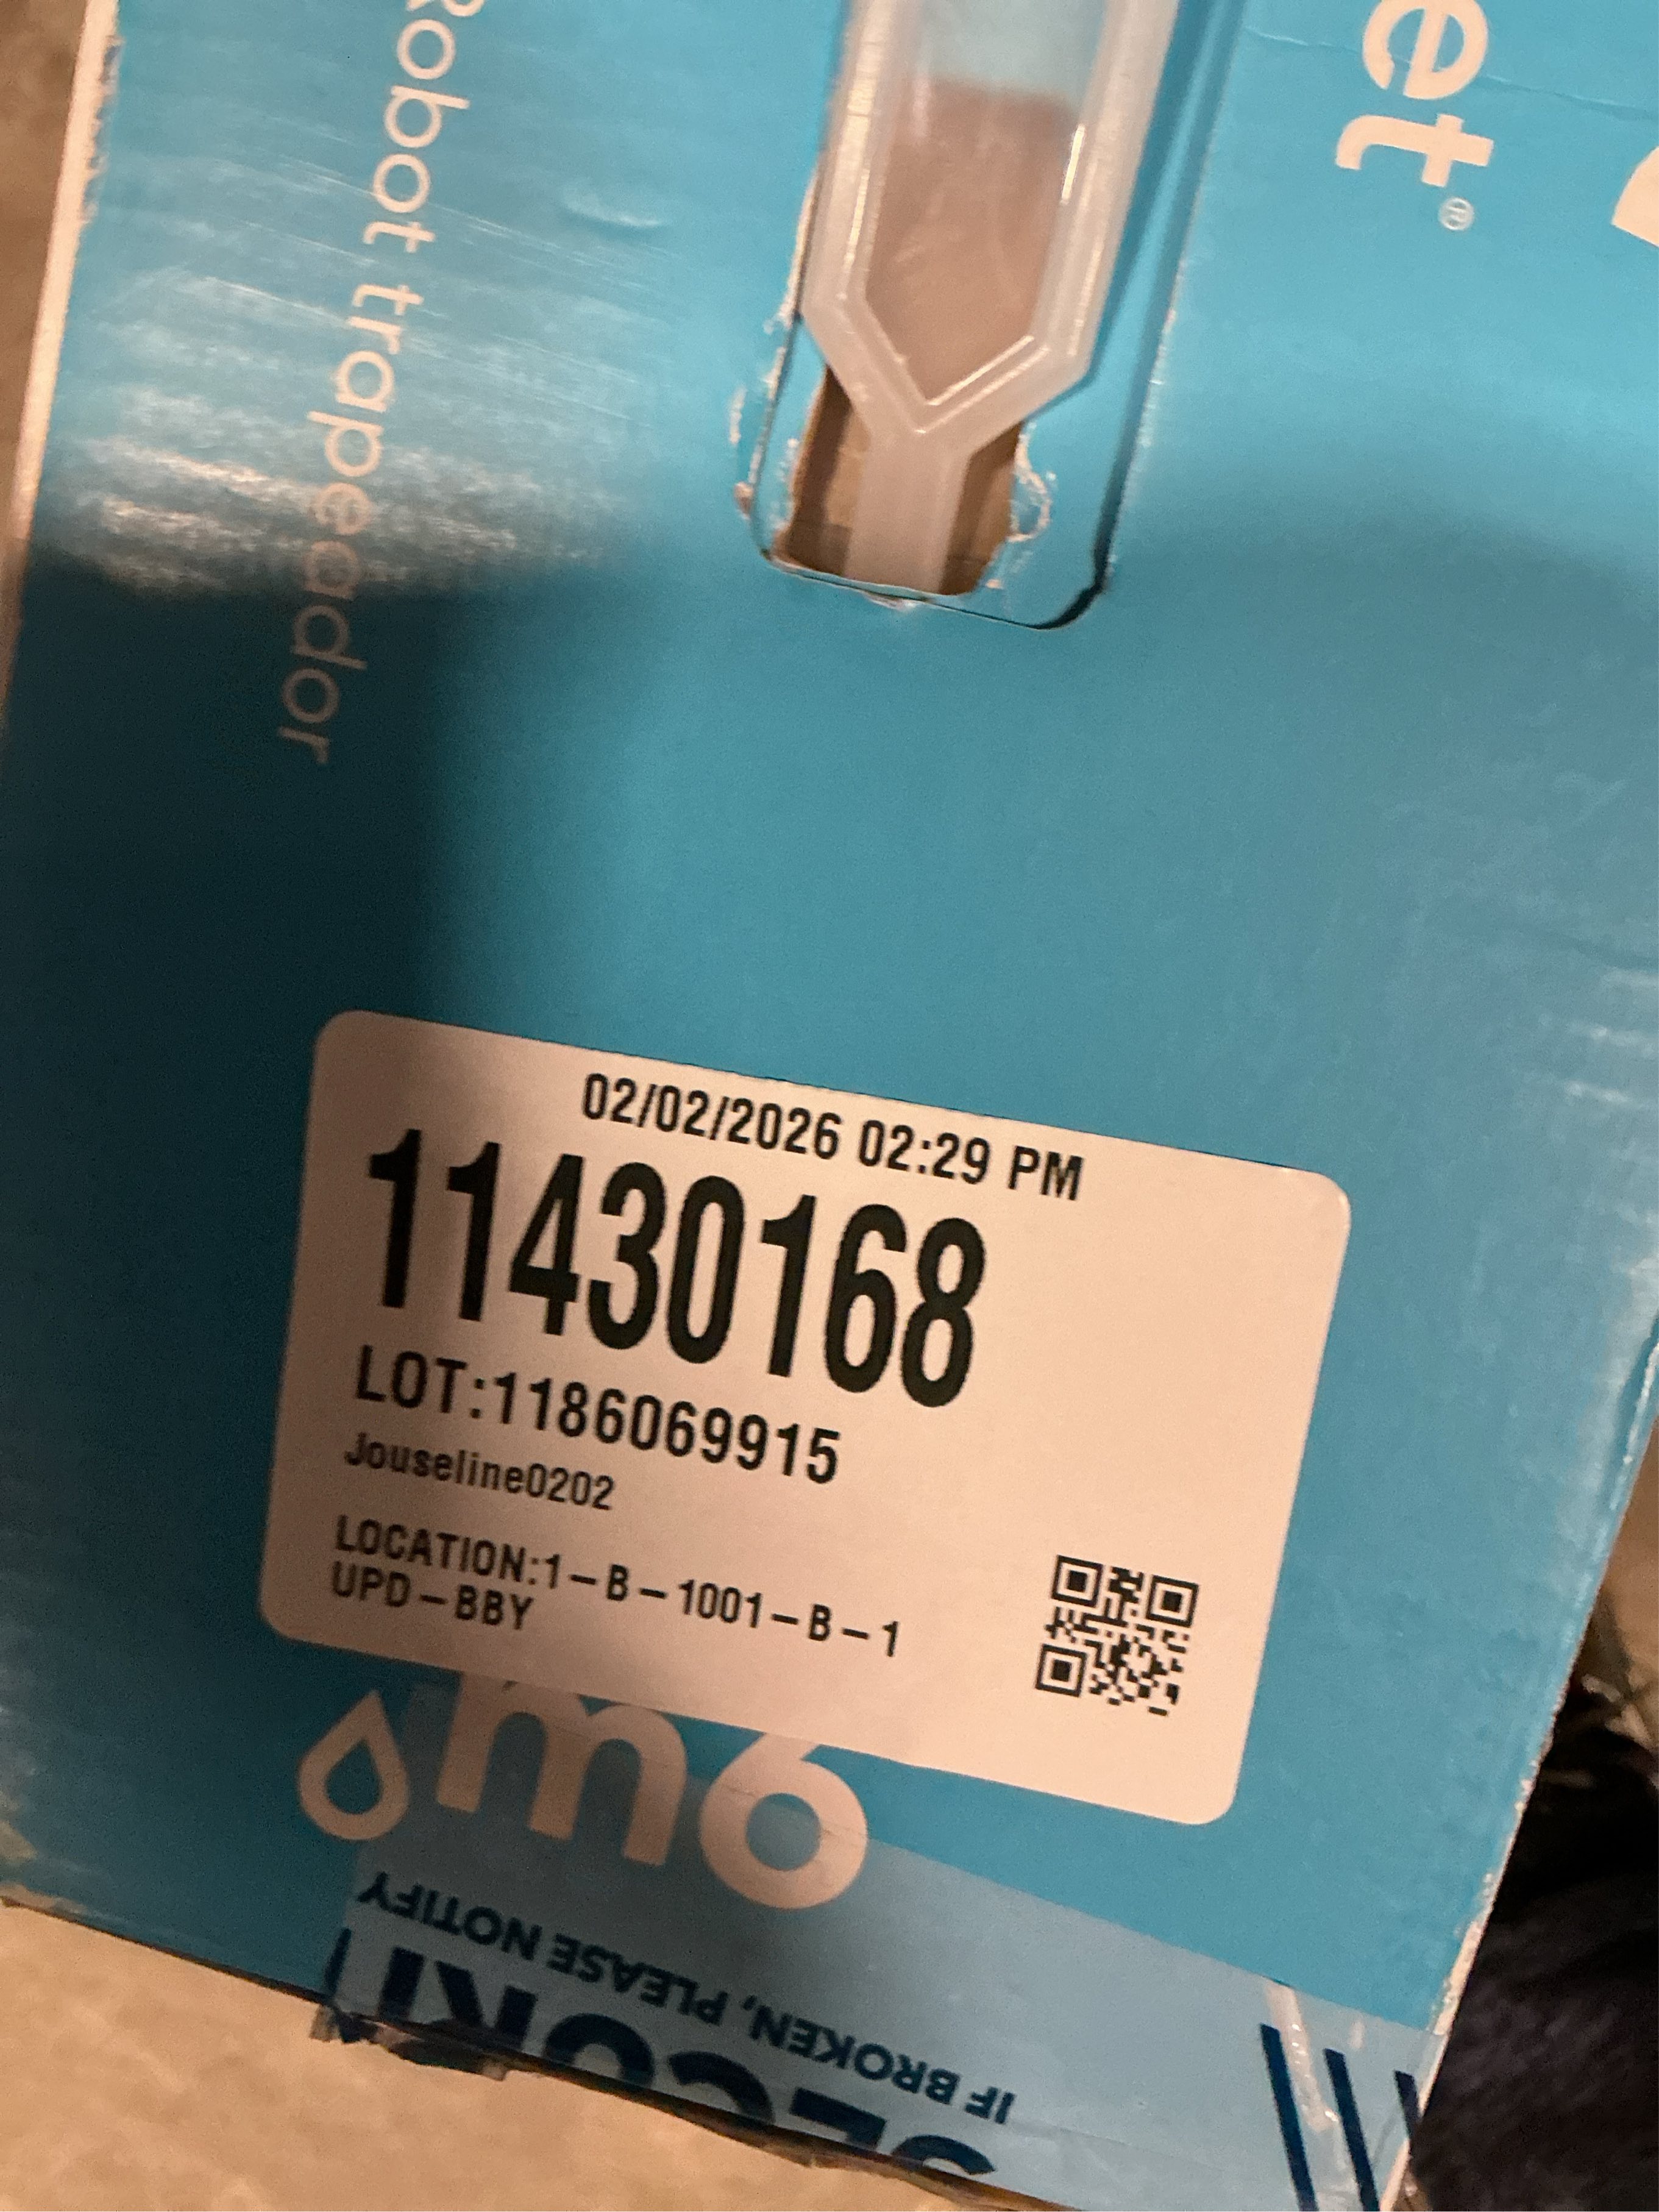 Robot trapeador
et®
02/02/2026 02:29 PM
11430168
LOT:1186069915
Jouseline0202
LOCATION:1-B-1001-B-1
UPD-BBY
m6
IF BROKEN, PLEASE NOTIFY